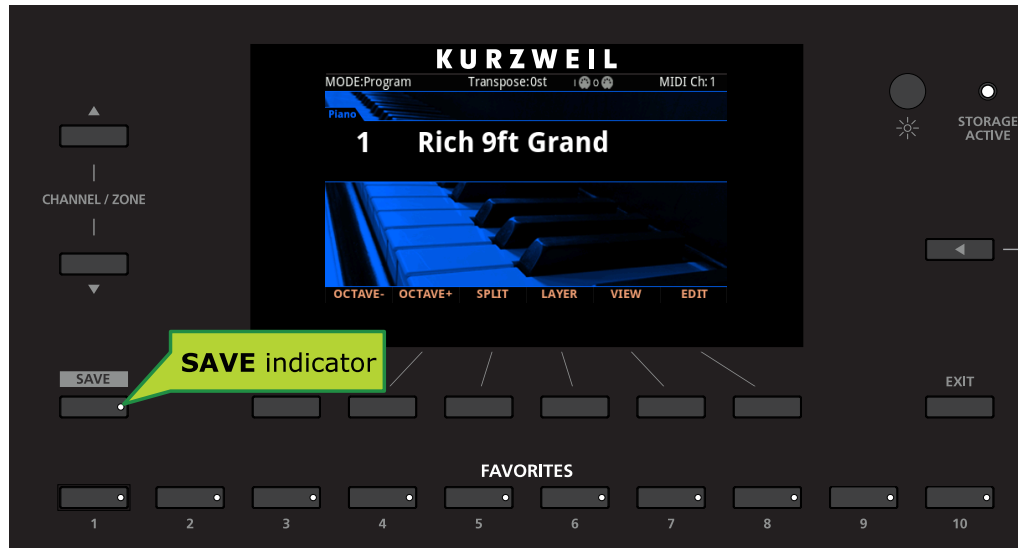 KURZWEIL
MODE:Program Transpose:0st I O MIDI Ch:1
Piano
1 Rich 9ft Grand
OCTAVE- OCTAVE+ SPLIT LAYER VIEW EDIT
STORAGE
ACTIVE
CHANNEL / ZONE
SAVE indicator
SAVE
EXIT
FAVORITES
1 2 3 4 5 6 7 8 9 10